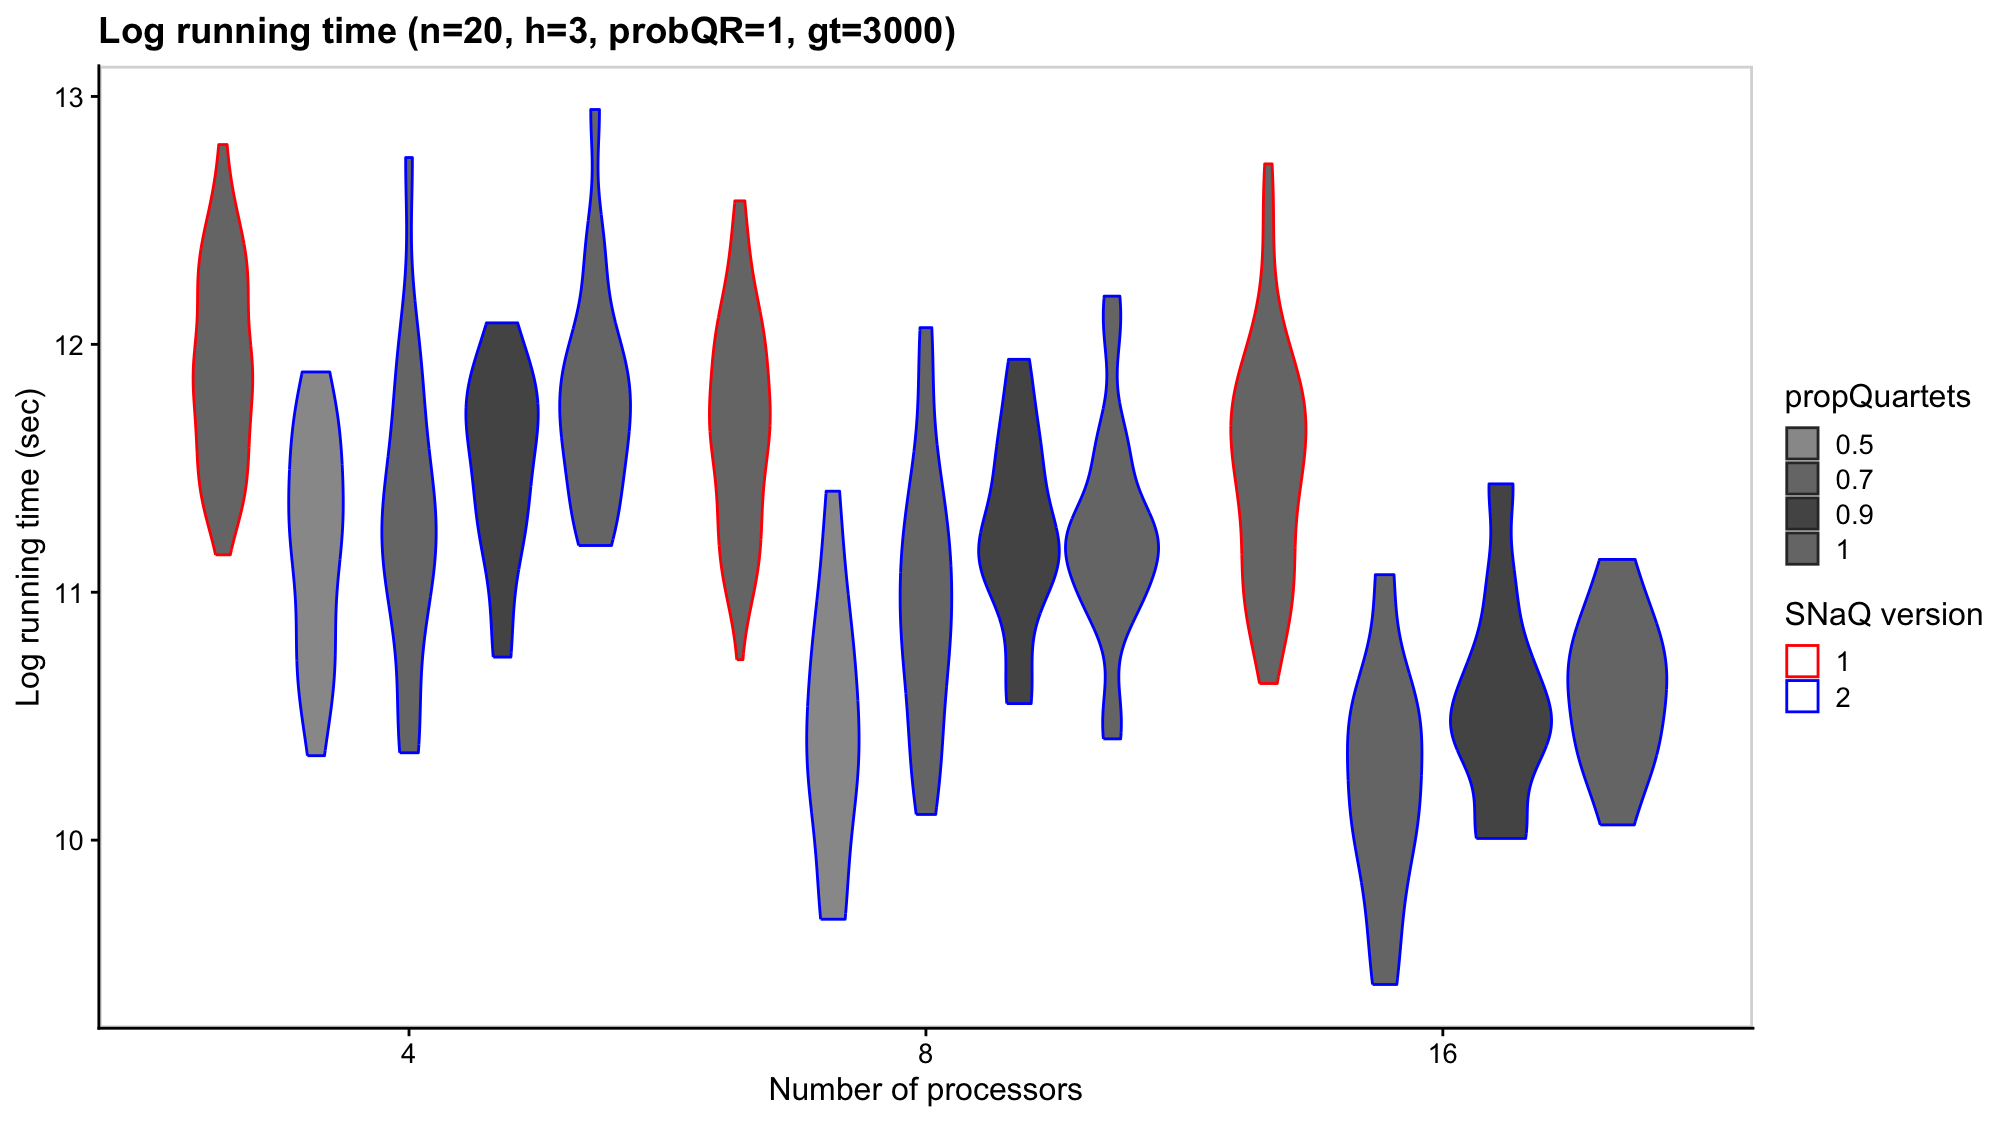 Log running time (n=20, h=3, probQR=1, gt=3000)
13
12
11
10
Log running time (sec)
4
8
16
Number of processors
propQuartets
0.5
0.7
0.9
1
SNaQ version
1
2